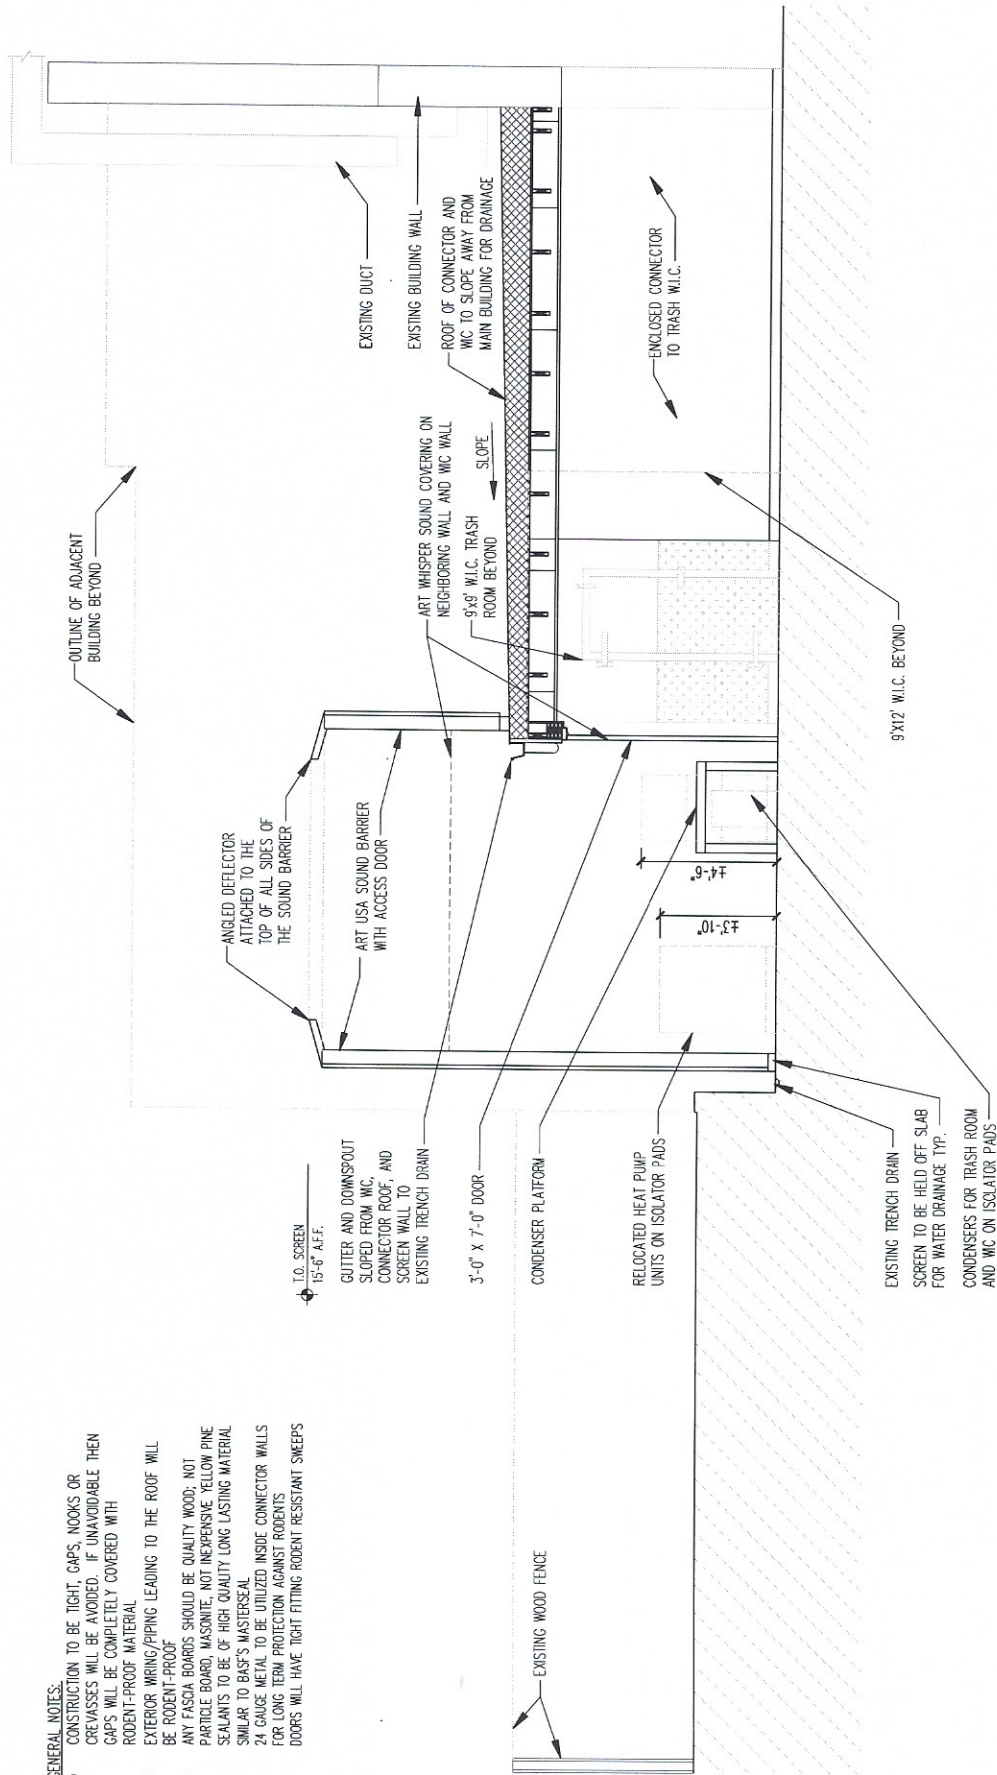 GENERAL NOTES:
CONSTRUCTION TO BE TIGHT, GAPS, NOOKS OR
CREVASSES WILL BE AVOIDED. IF UNAVOIDABLE THEN
GAPS WILL BE COMPLETELY COVERED WITH
RODENT-PROOF MATERIAL
EXTERIOR WIRING/PIPING LEADING TO THE ROOF WILL
BE RODENT-PROOF
ANY FASCIA BOARDS SHOULD BE QUALITY WOOD; NOT
PARTICLE BOARD, MASONITE, NOT INEXPENSIVE YELLOW PINE
SEALANTS TO BE OF HIGH QUALITY LONG LASTING MATERIAL
SIMILAR TO BASF'S MASTERSEAL
24 GAUGE METAL TO BE UTILIZED INSIDE CONNECTOR WALLS
FOR LONG TERM PROTECTION AGAINST RODENTS
DOORS WILL HAVE TIGHT FITTING RODENT RESISTANT SWEEPS
EXISTING WOOD FENCE
T.O. SCREEN
15'-6" A.F.F.
GUTTER AND DOWNSPOUT
SLOPED FROM WIC,
CONNECTOR ROOF, AND
SCREEN WALL TO
EXISTING TRENCH DRAIN
3'-0" X 7'-0" DOOR
CONDENSER PLATFORM
RELOCATED HEAT PUMP
UNITS ON ISOLATOR PADS
EXISTING TRENCH DRAIN
SCREEN TO BE HELD OFF SLAB
FOR WATER DRAINAGE TYP.
CONDENSERS FOR TRASH ROOM
AND WIC ON ISOLATOR PADS
ANGLED DEFLECTOR
ATTACHED TO THE
TOP OF ALL SIDES OF
THE SOUND BARRIER
ART USA SOUND BARRIER
WITH ACCESS DOOR
±3'-10"
±4'-6"
OUTLINE OF ADJACENT
BUILDING BEYOND
ART WHISPER SOUND COVERING ON
NEIGHBORING WALL AND WIC WALL
9'x9' W.I.C. TRASH
ROOM BEYOND
SLOPE
9'X12' W.I.C. BEYOND
EXISTING DUCT
EXISTING BUILDING WALL
ROOF OF CONNECTOR AND
WIC TO SLOPE AWAY FROM
MAIN BUILDING FOR DRAINAGE
ENCLOSED CONNECTOR
TO TRASH W.I.C.